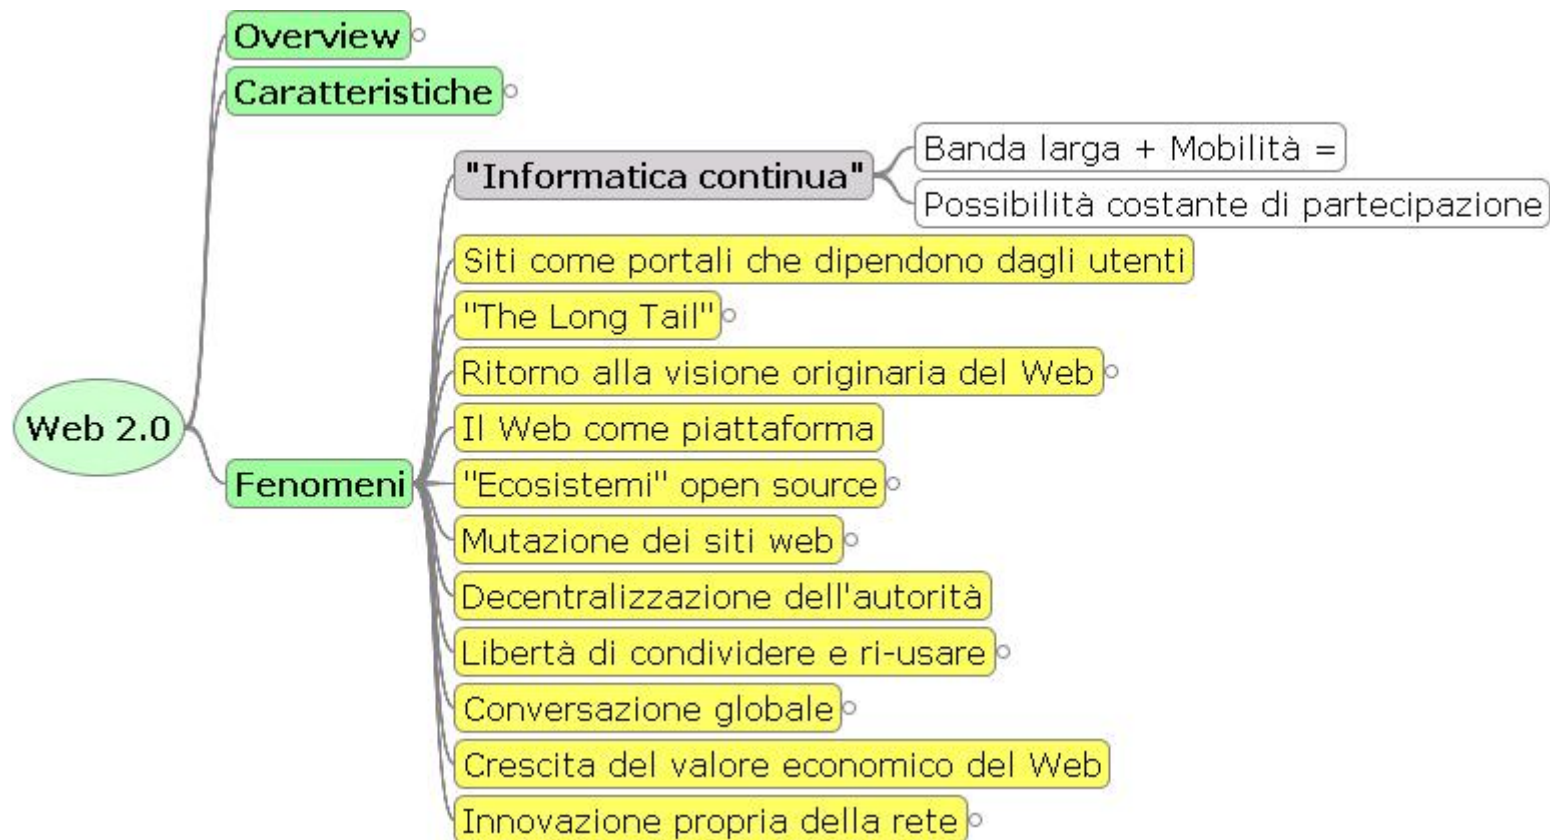 Overview
Caratteristiche
"Informatica continua"
Banda larga + Mobilità =
Possibilità costante di partecipazione
Siti come portali che dipendono dagli utenti
"The Long Tail"
Ritorno alla visione originaria del Web
Web 2.0
Il Web come piattaforma
Fenomeni
"Ecosistemi" open source
Mutazione dei siti web
Decentralizzazione dell'autorità
Libertà di condividere e ri-usare
Conversazione globale
Crescita del valore economico del Web
Innovazione propria della rete